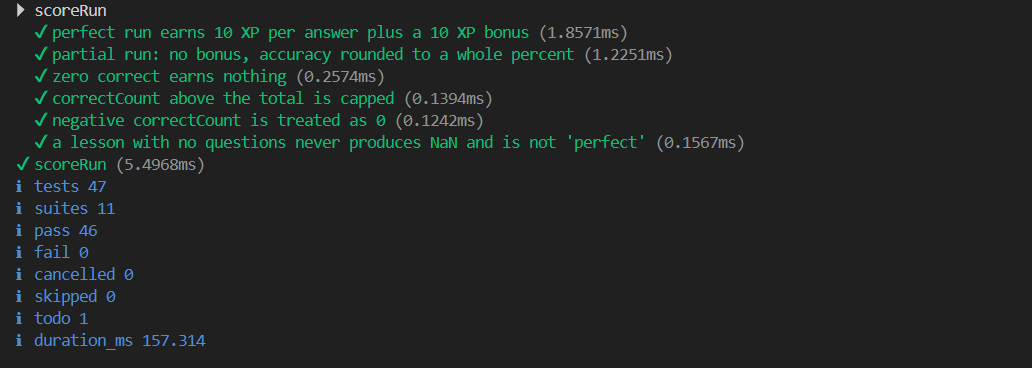 ▶ scoreRun
✔ perfect run earns 10 XP per answer plus a 10 XP bonus (1.8571ms)
✔ partial run: no bonus, accuracy rounded to a whole percent (1.2251ms)
✔ zero correct earns nothing (0.2574ms)
✔ correctCount above the total is capped (0.1394ms)
✔ negative correctCount is treated as 0 (0.1242ms)
✔ a lesson with no questions never produces NaN and is not 'perfect' (0.1567ms)
✔ scoreRun (5.4968ms)
ℹ tests 47
ℹ suites 11
ℹ pass 46
ℹ fail 0
ℹ cancelled 0
ℹ skipped 0
ℹ todo 1
ℹ duration_ms 157.314